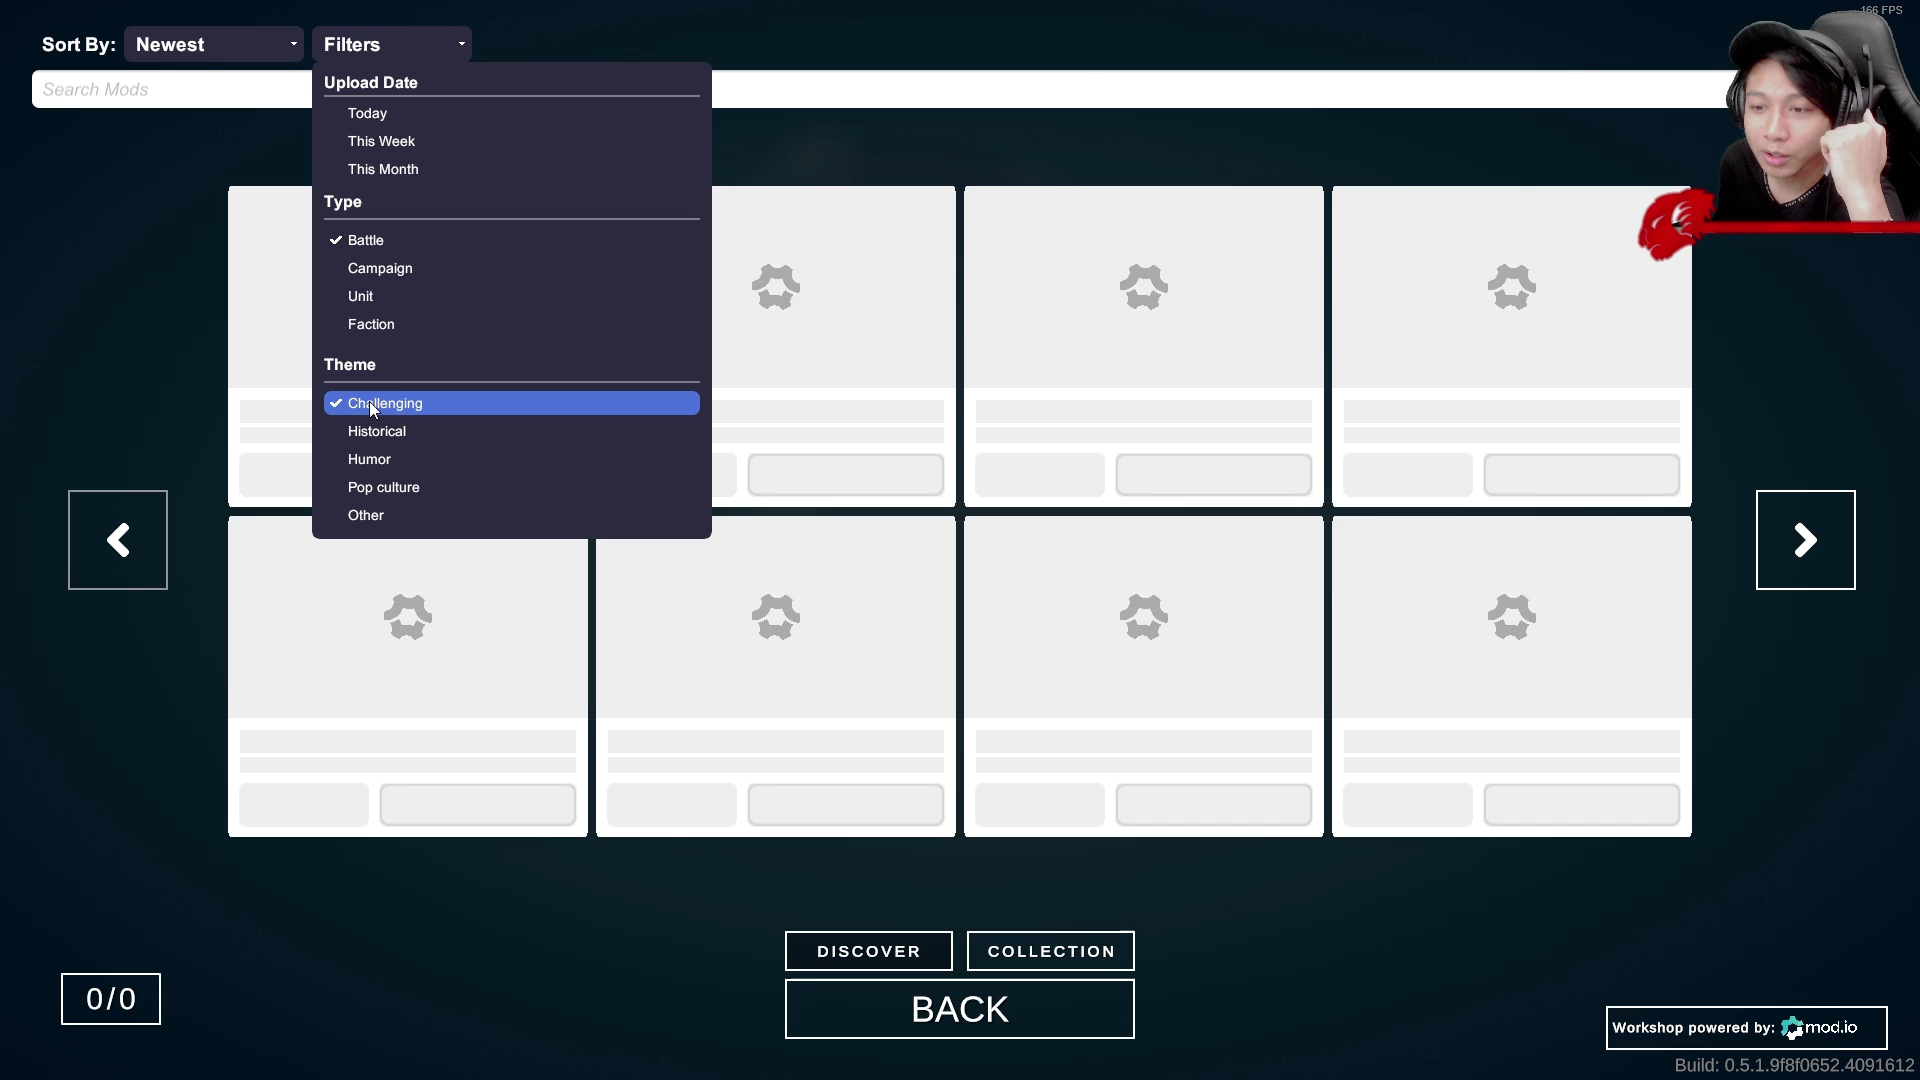 166 FPS
Sort By: Newest Filters
Search Mods
Upload Date
Today
This Week
This Month
Type
Battle
Campaign
Unit
Faction
Theme
Challenging
Historical
Humor
Pop culture
Other
DISCOVER COLLECTION
BACK
0/0
Workshop powered by: mod.io
Build: 0.5.1.9f8f0652.4091612